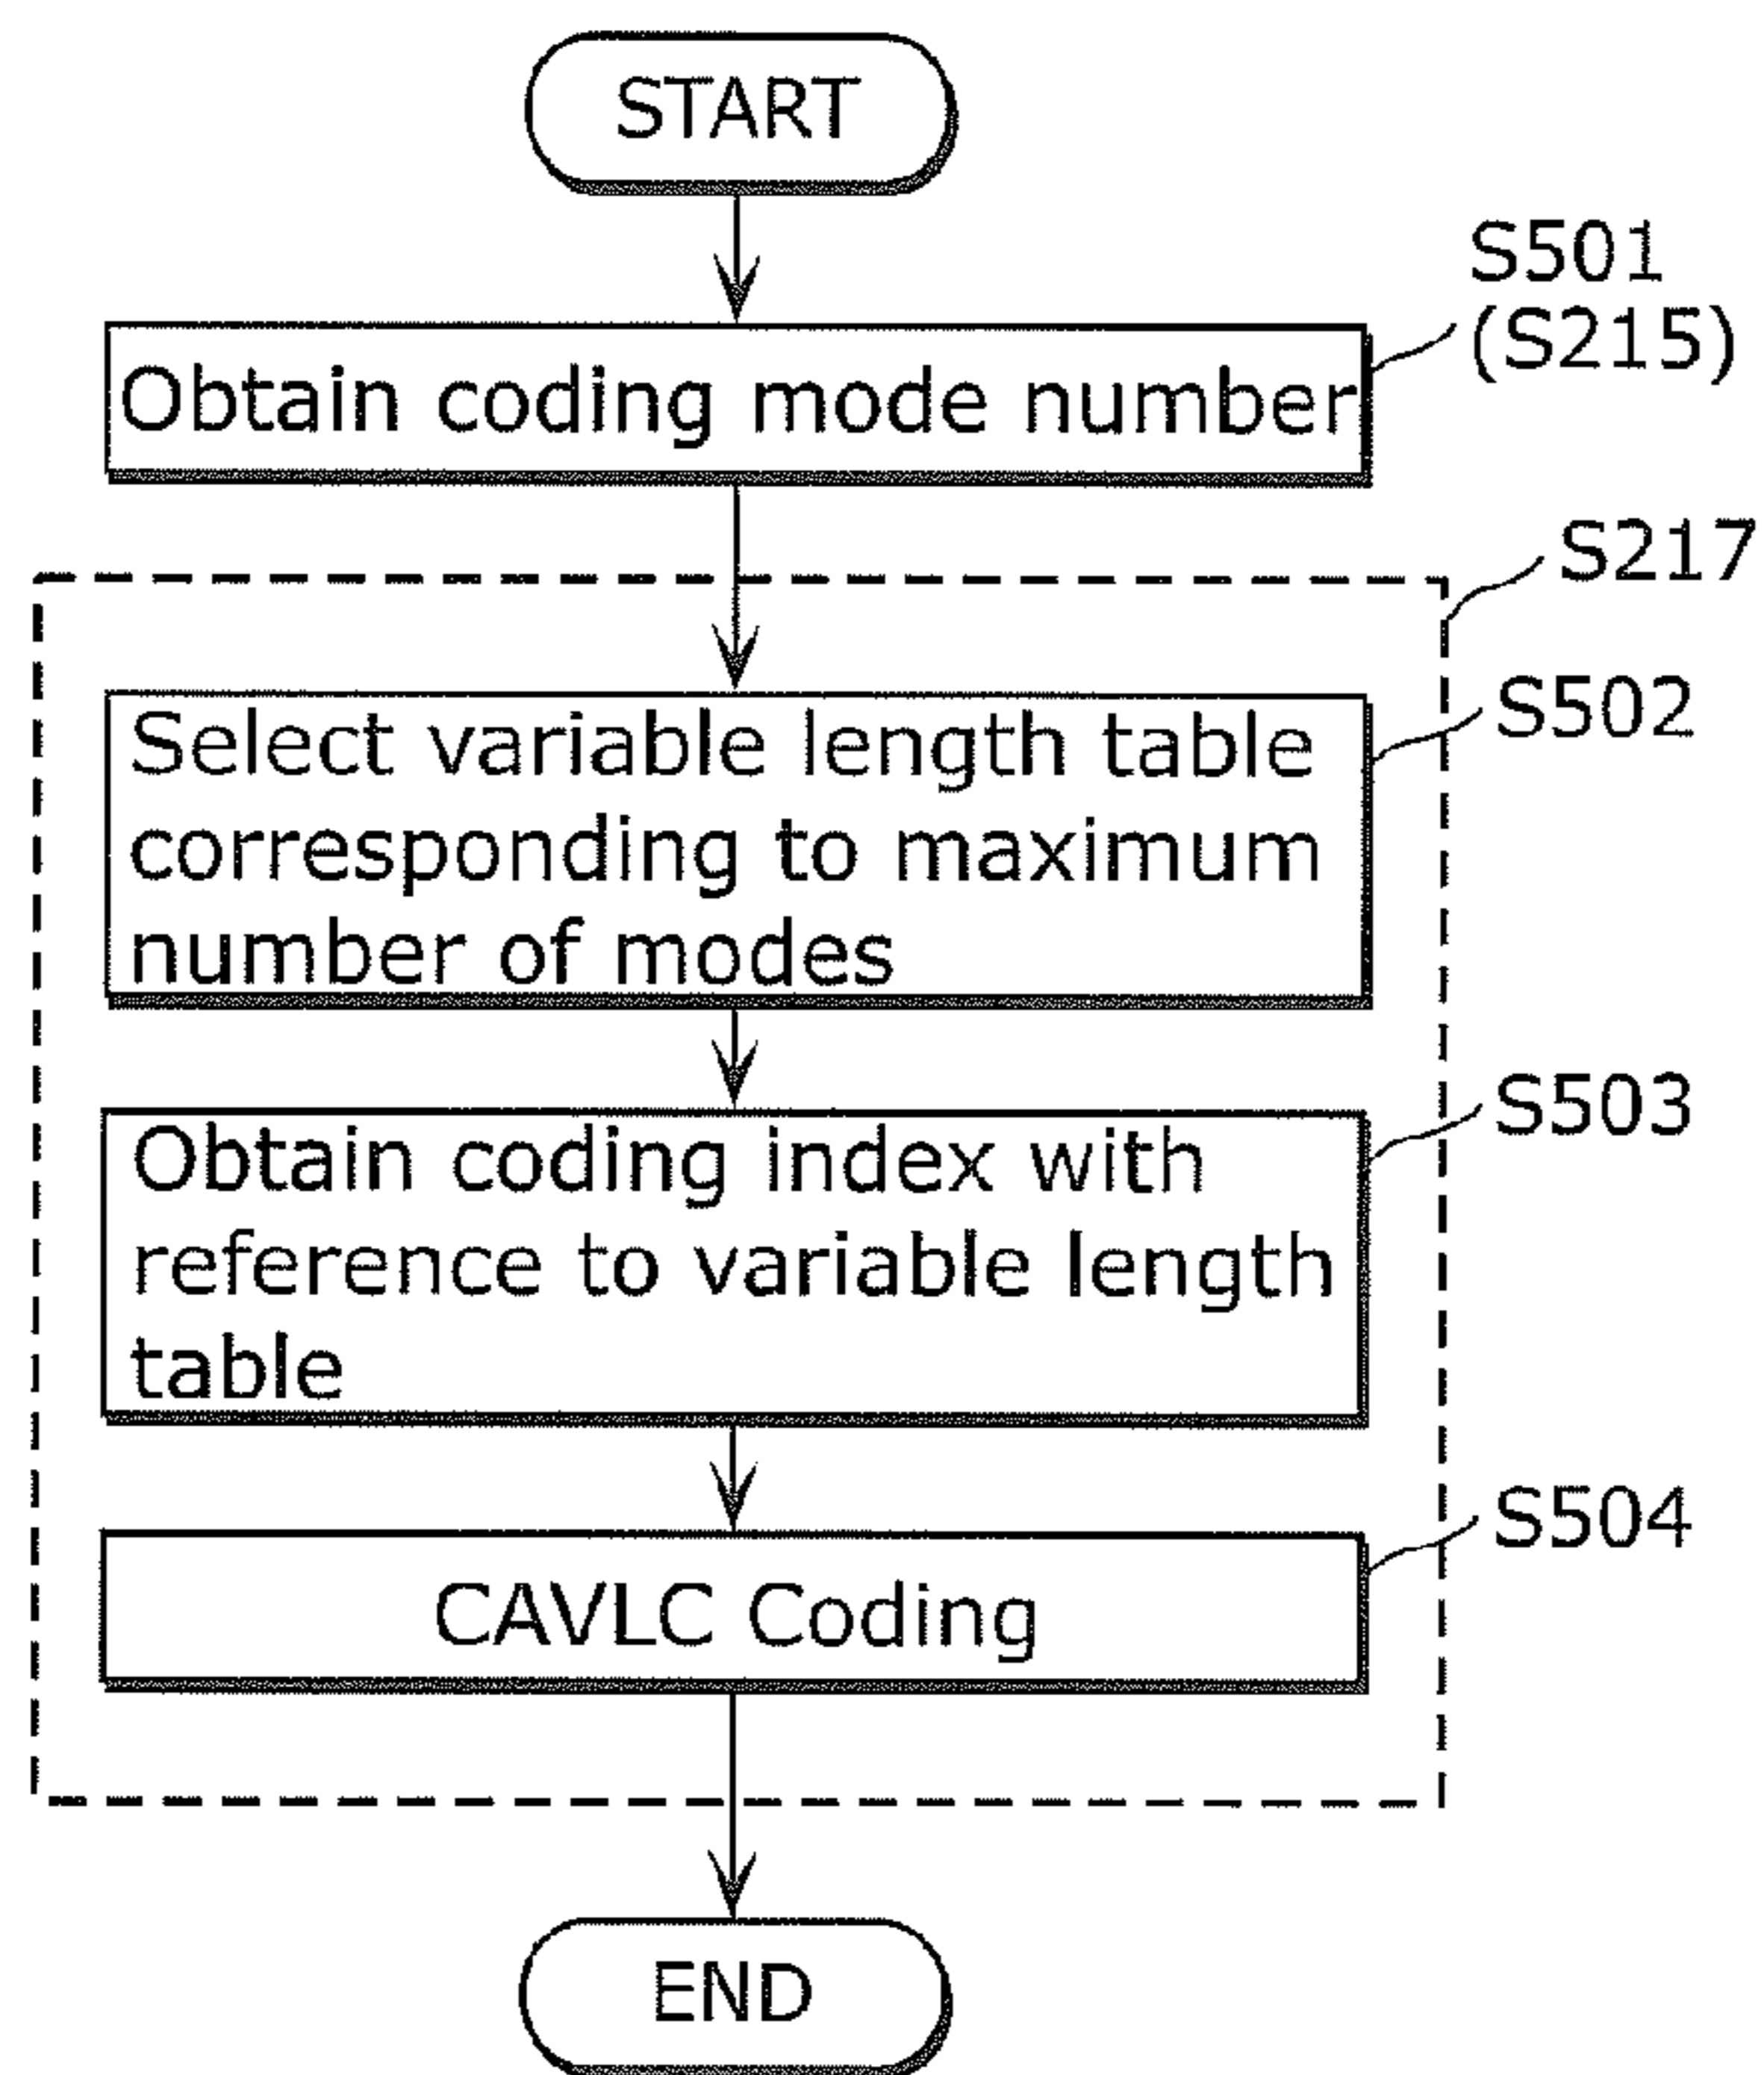 START
S501
(S215)
Obtain coding mode number
S217
S502
Select variable length table
corresponding to maximum
number of modes
S503
Obtain coding index with
reference to variable length
table
S504
CAVLC Coding
END